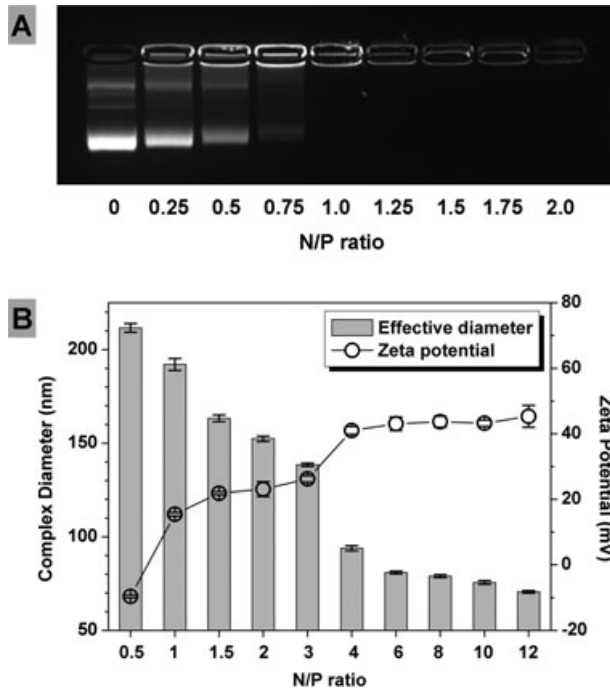 A
0 0.25 0.5 0.75 1.0 1.25 1.5 1.75 2.0
N/P ratio
B
Effective diameter
Zeta potential
Complex Diameter (nm)
200
150
100
50
80
60
40
20
0
-20
Zeta Potential (mV)
0.5 1 1.5 2 3 4 6 8 10 12
N/P ratio